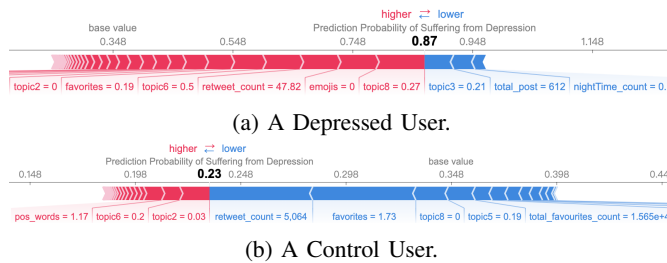 higher ⇄ lower
base value Prediction Probability of Suffering from Depression
0.348 0.548 0.748 0.87 0.948 1.148
topic2 = 0 favorites = 0.19 topic6 = 0.5 retweet_count = 47.82 emojis = 0 topic8 = 0.27 topic3 = 0.21 total_post = 612 nightTime_count = 0.
(a) A Depressed User.
higher ⇄ lower
Prediction Probability of Suffering from Depression base value
0.148 0.198 0.23 0.248 0.298 0.348 0.398 0.44
pos_words = 1.17 topic6 = 0.2 topic2 = 0.03 retweet_count = 5,064 favorites = 1.73 topic8 = 0 topic5 = 0.19 total_favourites_count = 1.565e+4
(b) A Control User.